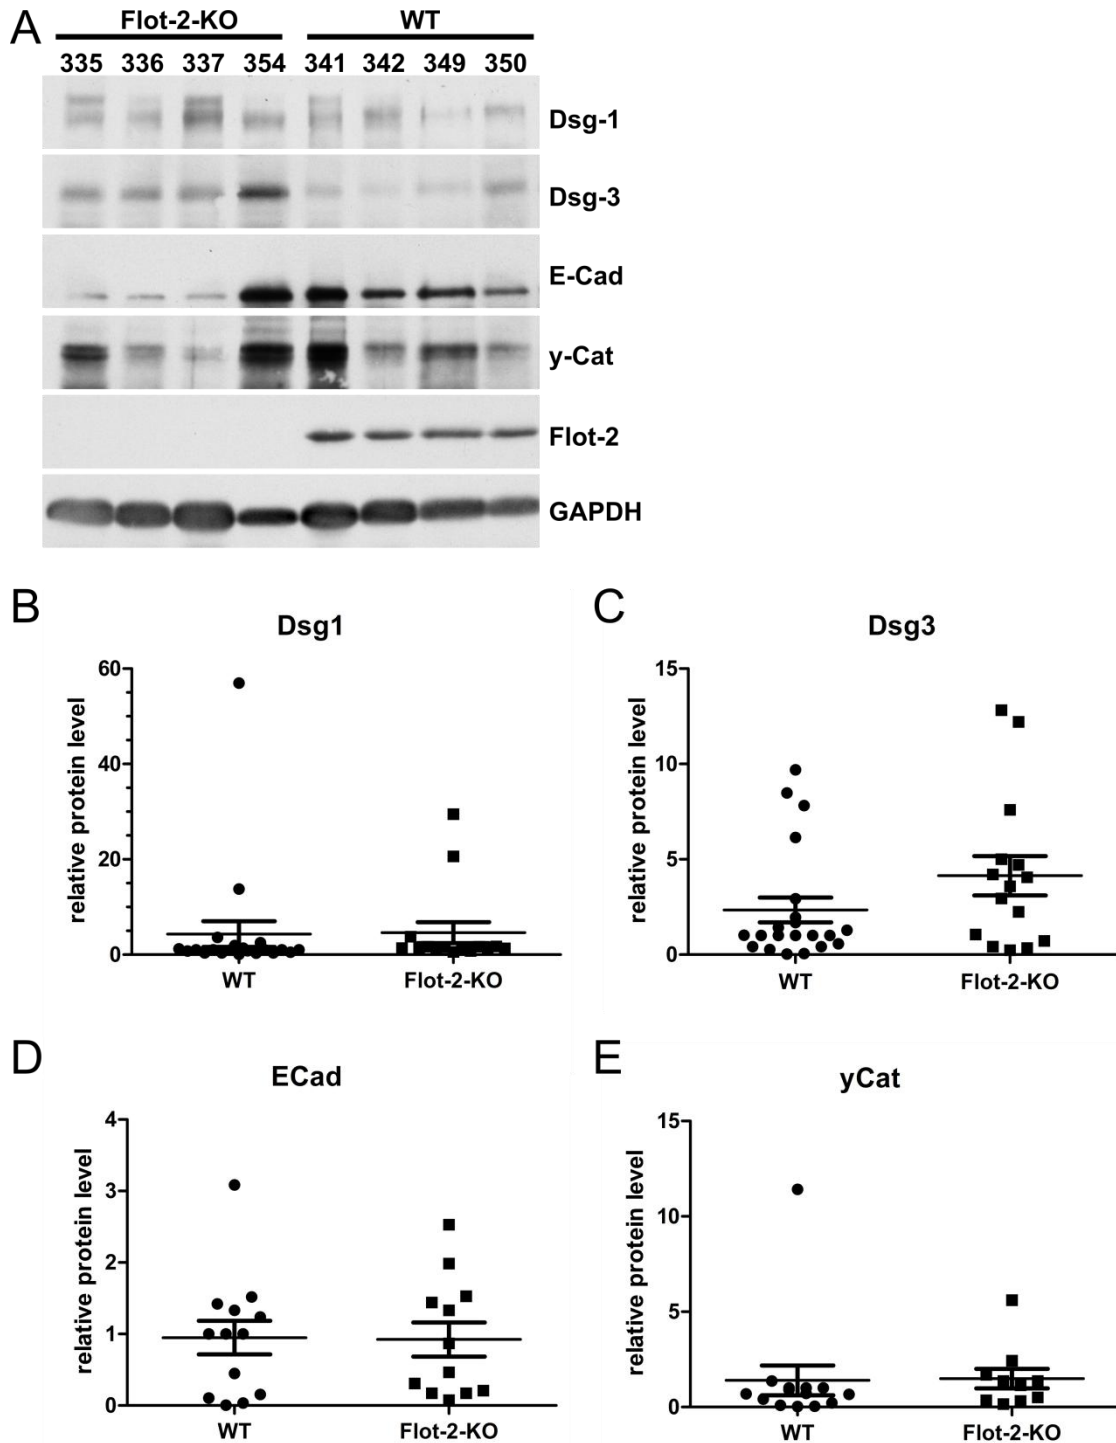 A
Flot-2-KO WT
335 336 337 354 341 342 349 350
Dsg-1
Dsg-3
E-Cad
y-Cat
Flot-2
GAPDH
B
Dsg1
relative protein level
60
40
20
0
WT Flot-2-KO
C
Dsg3
relative protein level
15
10
5
0
WT Flot-2-KO
D
ECad
relative protein level
4
3
2
1
0
WT Flot-2-KO
E
yCat
relative protein level
15
10
5
0
WT Flot-2-KO